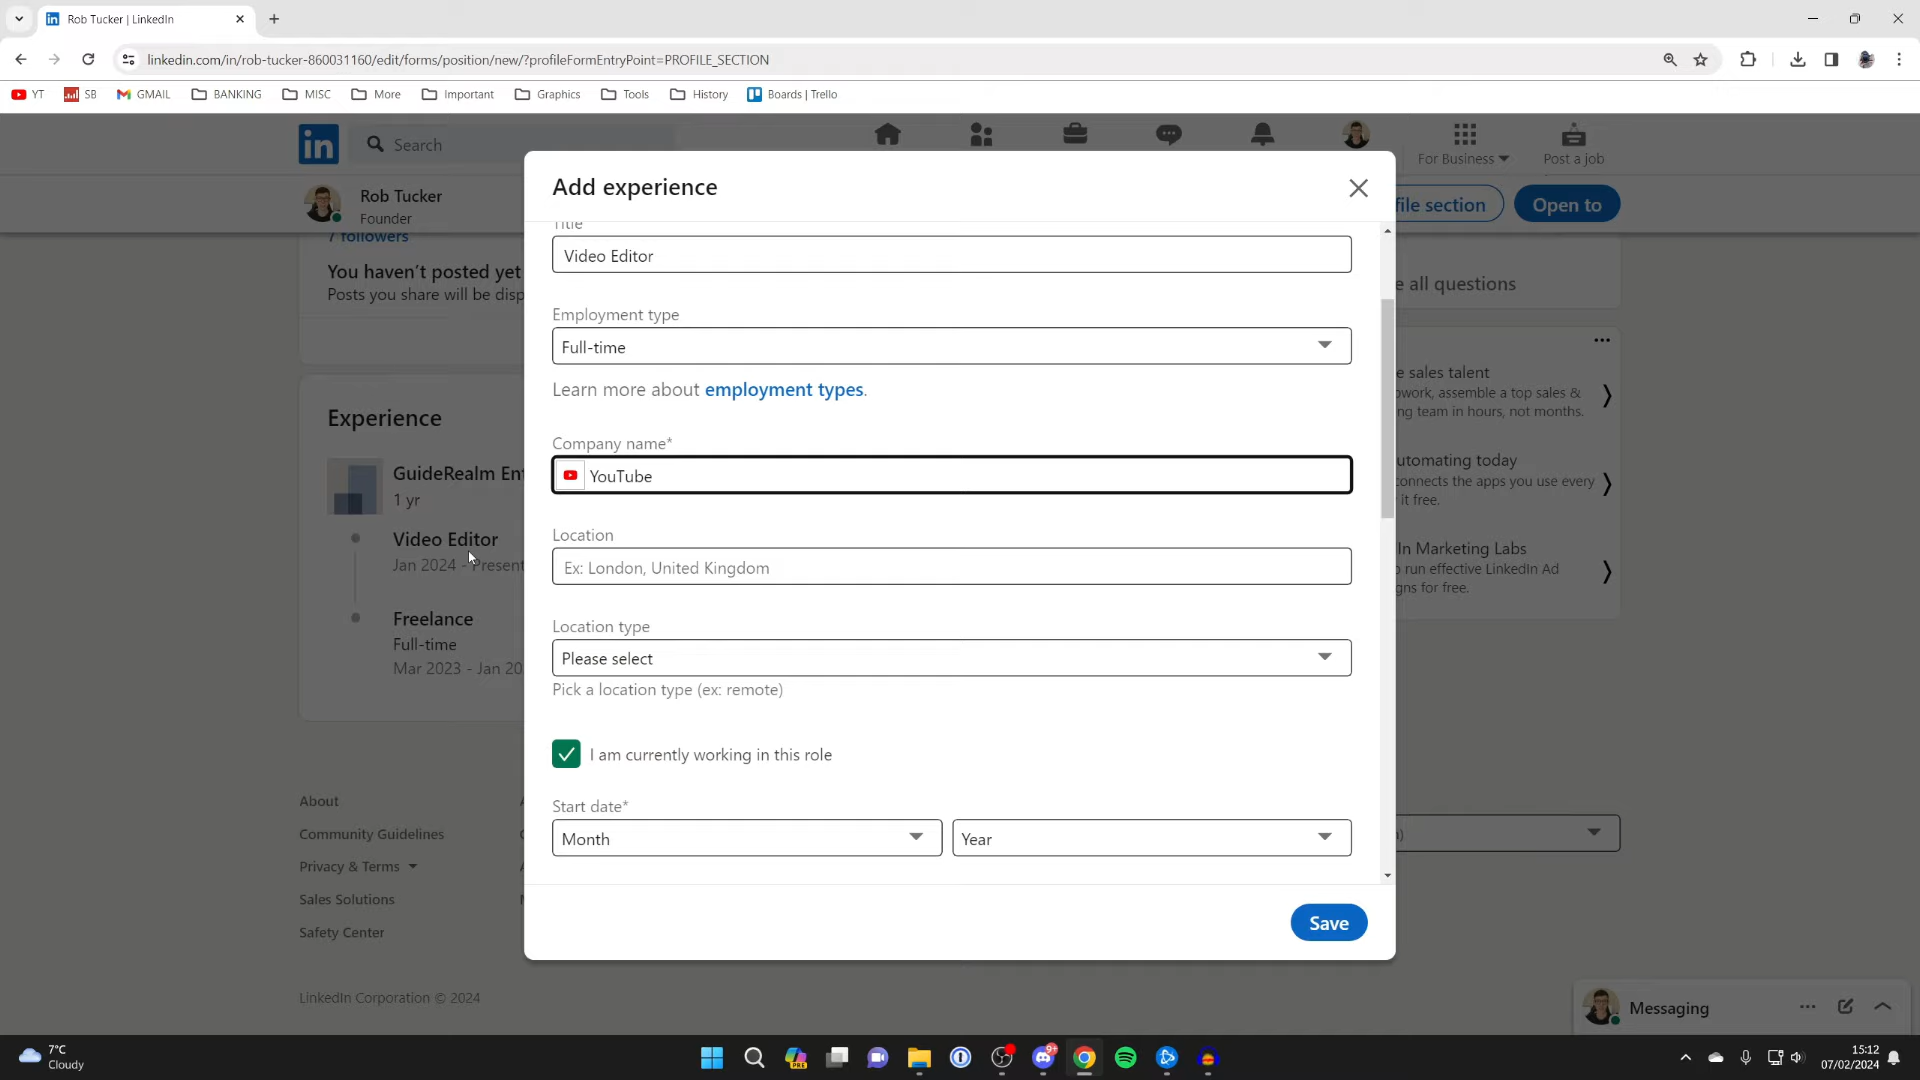 Rob Tucker | LinkedIn
linkedin.com/in/rob-tucker-860031160/edit/forms/position/new/?profileFormEntryPoint=PROFILE_SECTION
YT
SB
GMAIL
BANKING
MISC
More
Important
Graphics
Tools
History
Boards | Trello
in
Search
For Business
Post a job
Rob Tucker
Founder
file section
Open to
7 followers
You haven't posted yet
Posts you share will be disp
Experience
GuideRealm Ent
1 yr
Video Editor
Jan 2024 - Present
Freelance
Full-time
Mar 2023 - Jan 20
Add experience
Title
Video Editor
Employment type
Full-time
Learn more about employment types.
Company name*
YouTube
Location
Ex: London, United Kingdom
Location type
Please select
Pick a location type (ex: remote)
I am currently working in this role
Start date*
Month
Year
Save
e all questions
e sales talent
work, assemble a top sales &
ng team in hours, not months.
utomating today
connects the apps you use every
it free.
In Marketing Labs
run effective LinkedIn Ad
gns for free.
About
Community Guidelines
Privacy & Terms
Sales Solutions
Safety Center
LinkedIn Corporation © 2024
Messaging
7°C
Cloudy
PRE
9+
15:12
07/02/2024